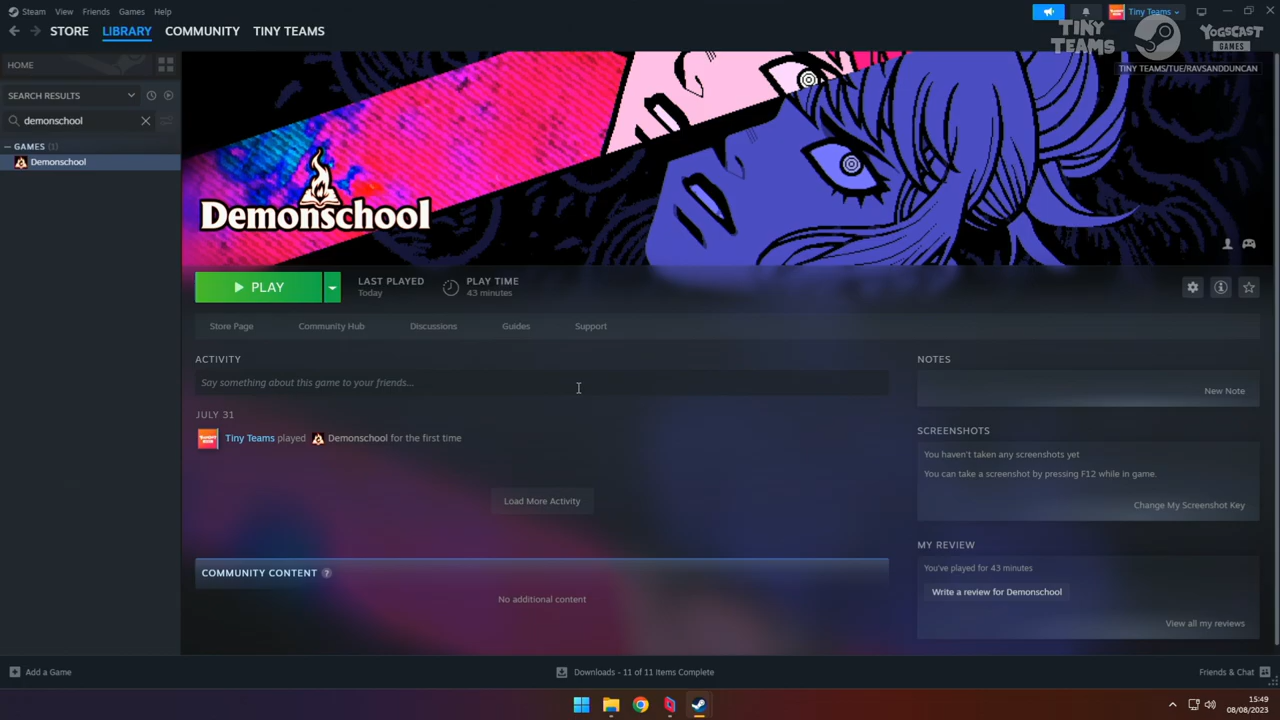 Steam View Friends Games Help Tiny Teams
STORE LIBRARY COMMUNITY TINY TEAMS
TINY TEAMS YOGSCAST GAMES
TINY TEAMS/TUE/RAVSANDDUNCAN
HOME
SEARCH RESULTS
demonschool
GAMES (1)
Demonschool
Demonschool
PLAY
LAST PLAYED
Today
PLAY TIME
43 minutes
Store Page Community Hub Discussions Guides Support
ACTIVITY
Say something about this game to your friends...
JULY 31
Tiny Teams played Demonschool for the first time
Load More Activity
COMMUNITY CONTENT ?
No additional content
NOTES
New Note
SCREENSHOTS
You haven't taken any screenshots yet
You can take a screenshot by pressing F12 while in game.
Change My Screenshot Key
MY REVIEW
You've played for 43 minutes
Write a review for Demonschool
View all my reviews
Add a Game Downloads - 11 of 11 Items Complete Friends & Chat
15:49
08/08/2023